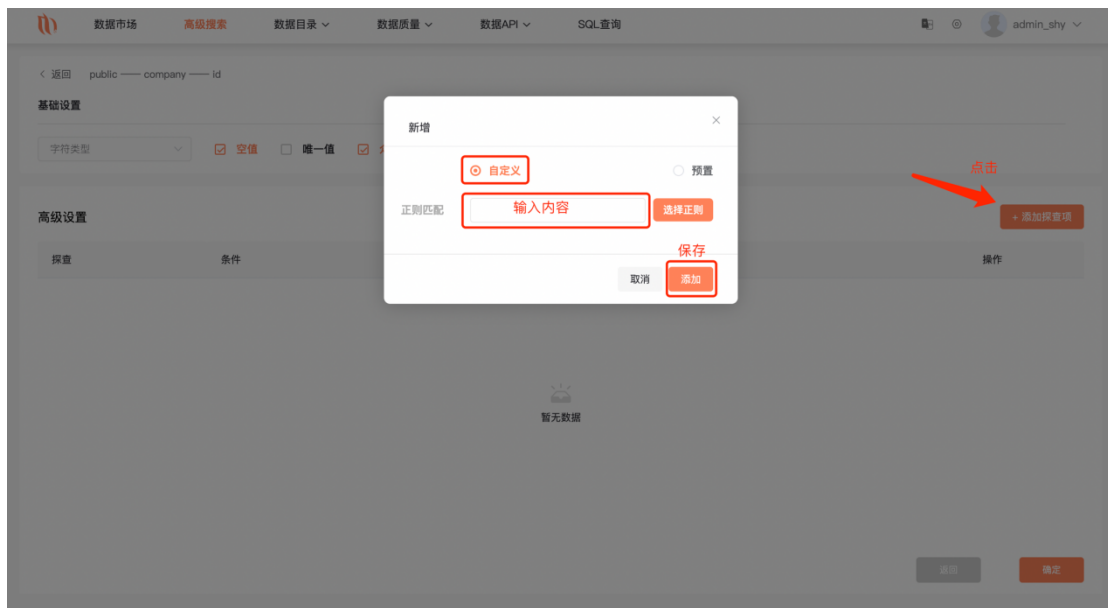 数据市场 高级搜索 数据目录 数据质量 数据API SQL查询 admin_shy
返回 public —— company —— id
基础设置
新增
字符类型 空值 唯一值
自定义 预置
点击
正则匹配 输入内容 选择正则
高级设置
+ 添加探查项
保存
探查 条件 操作
取消 添加
暂无数据
返回 确定